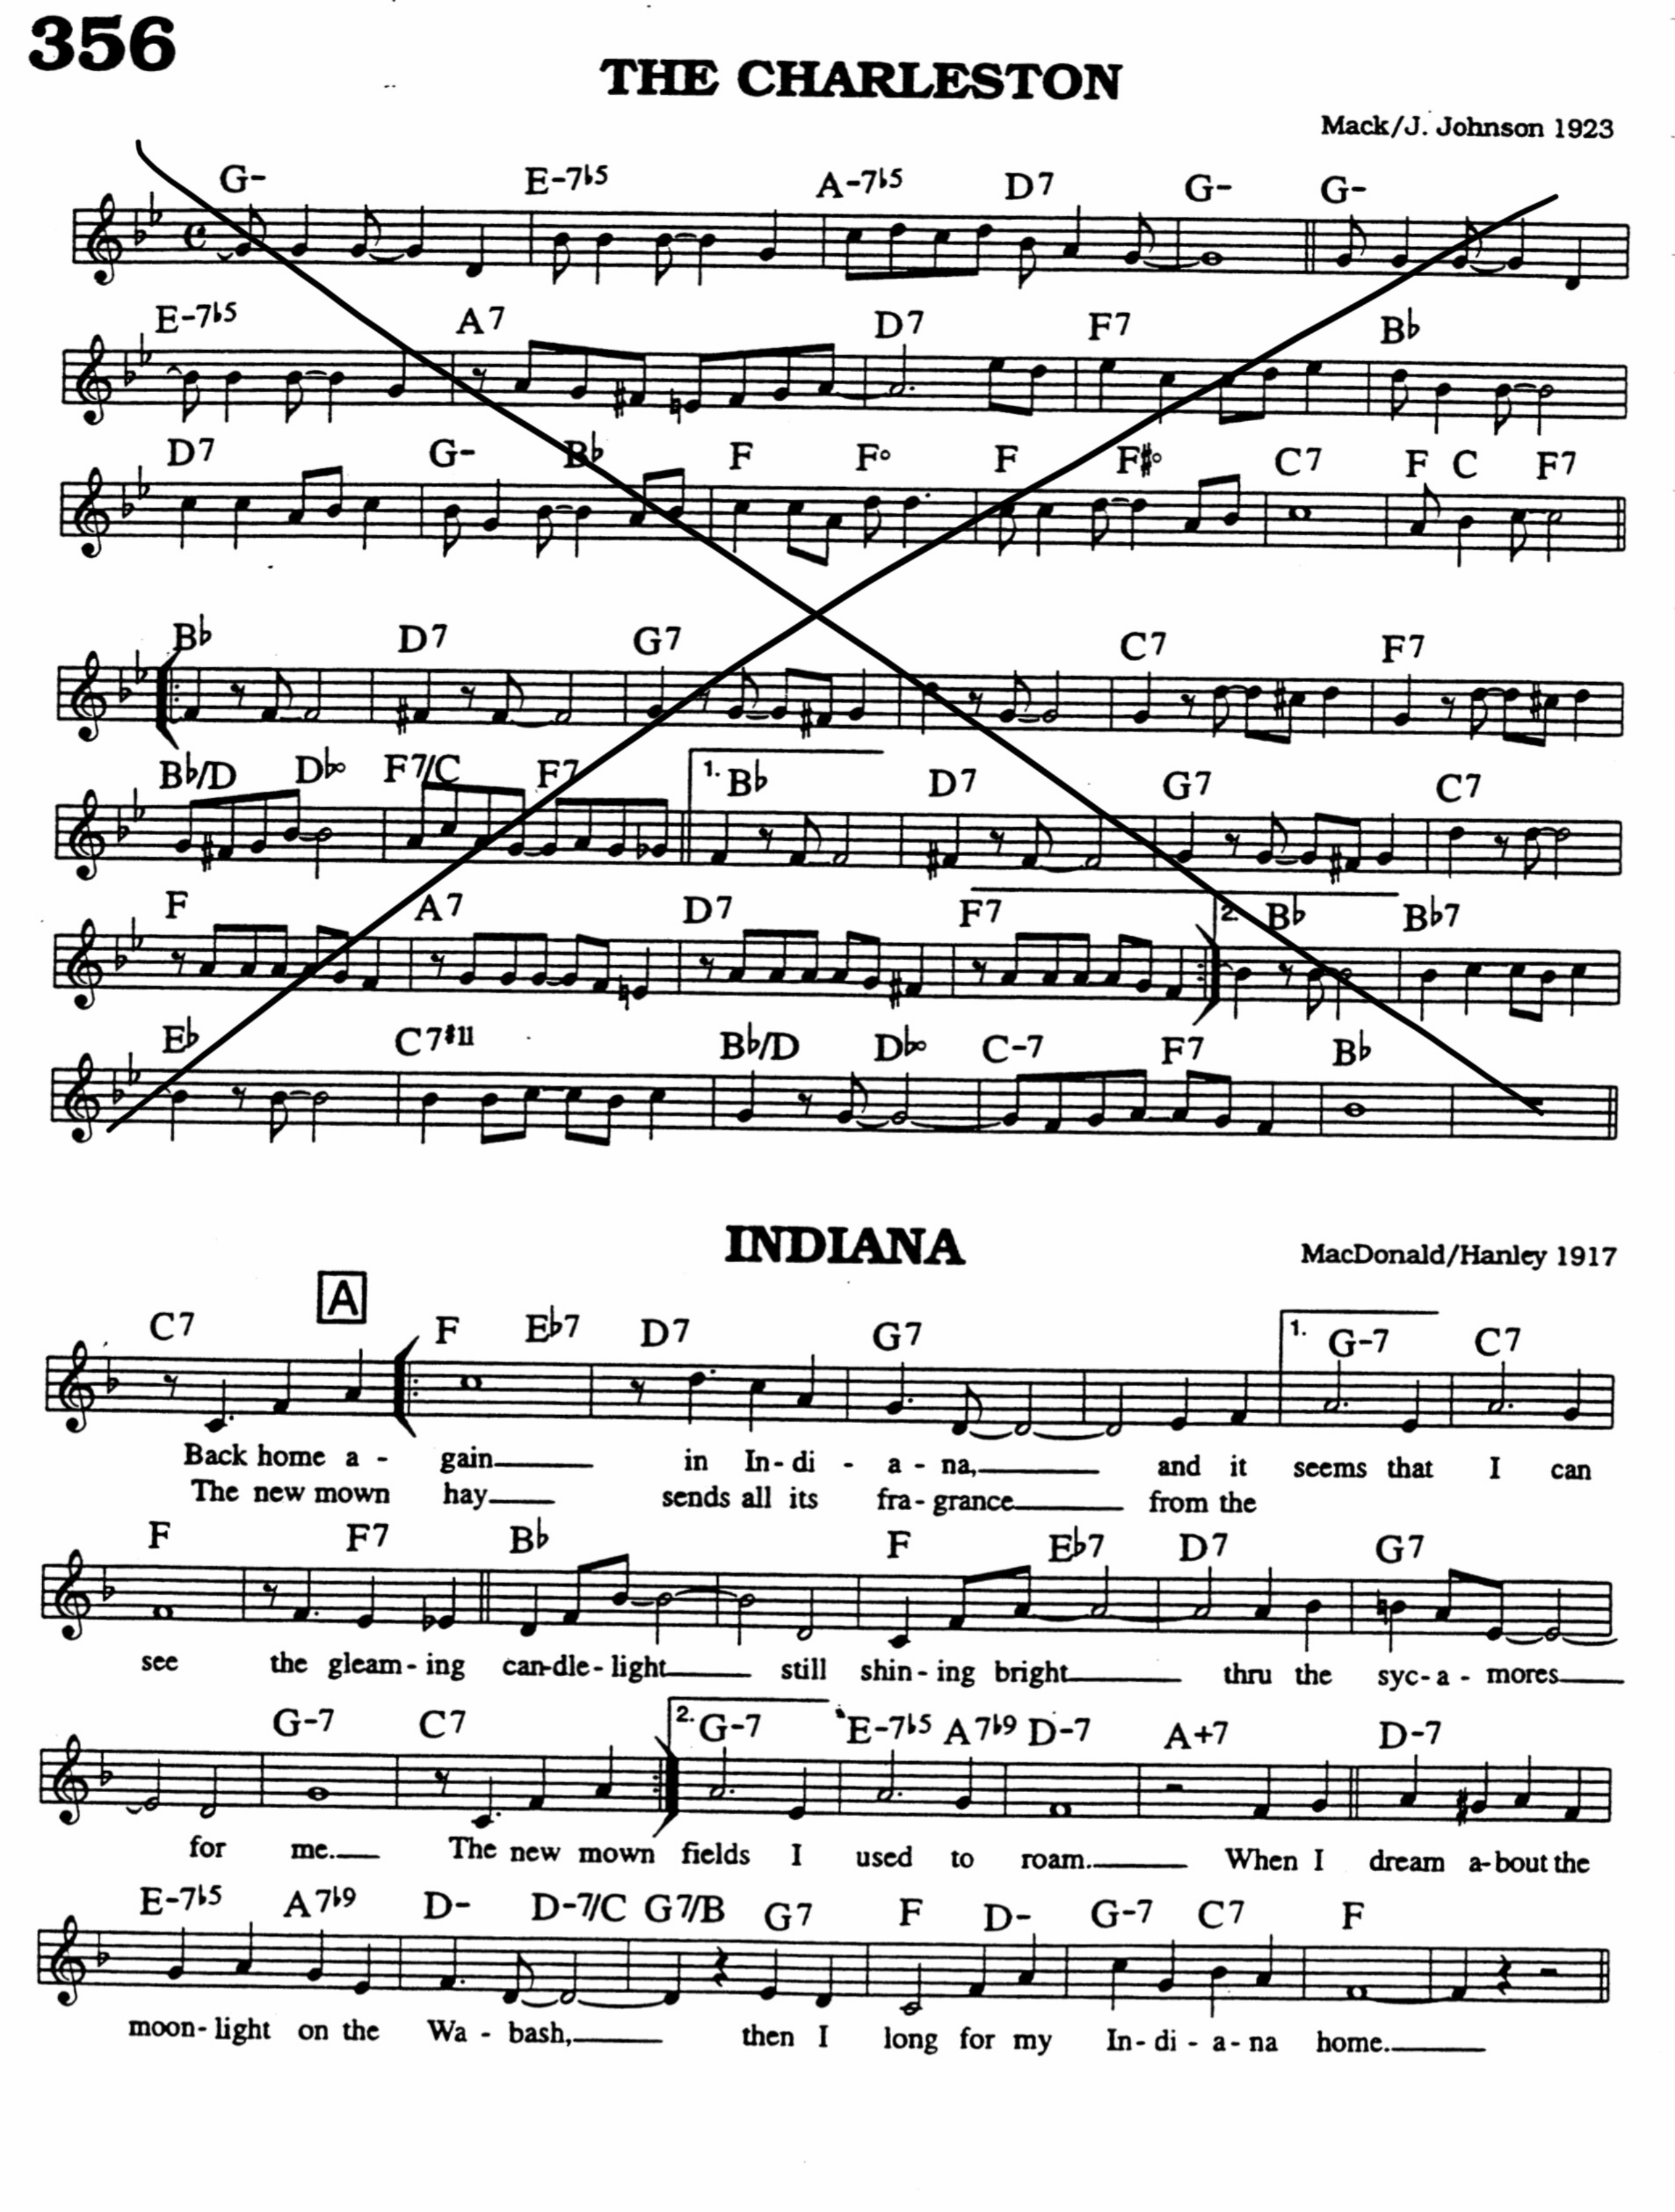 356
THE CHARLESTON
Mack/J. Johnson 1923
G- E-7♭5 A-7♭5 D7 G- G-
E-7♭5 A7 D7 F7 B♭
D7 G- B♭ F F° F F#° C7 F C F7
B♭ D7 G7 C7 F7
B♭/D D♭° F7/C F7 1. B♭ D7 G7 C7
F A7 D7 F7 2. B♭ B♭7
E♭ C7#11 B♭/D D♭° C-7 F7 B♭
INDIANA
MacDonald/Hanley 1917
A
C7 F E♭7 D7 G7 1. G-7 C7
Back home a - gain in In - di - a - na, and it seems that I can
The new mown hay sends all its fra - grance from the
F F7 B♭ F E♭7 D7 G7
see the gleam - ing can-dle - light still shin - ing bright thru the syc - a - mores
G-7 C7 2. G-7 E-7♭5 A7♭9 D-7 A+7 D-7
for me. The new mown fields I used to roam. When I dream a-bout the
E-7♭5 A7♭9 D- D-7/C G7/B G7 F D- G-7 C7 F
moon - light on the Wa - bash, then I long for my In - di - a - na home.